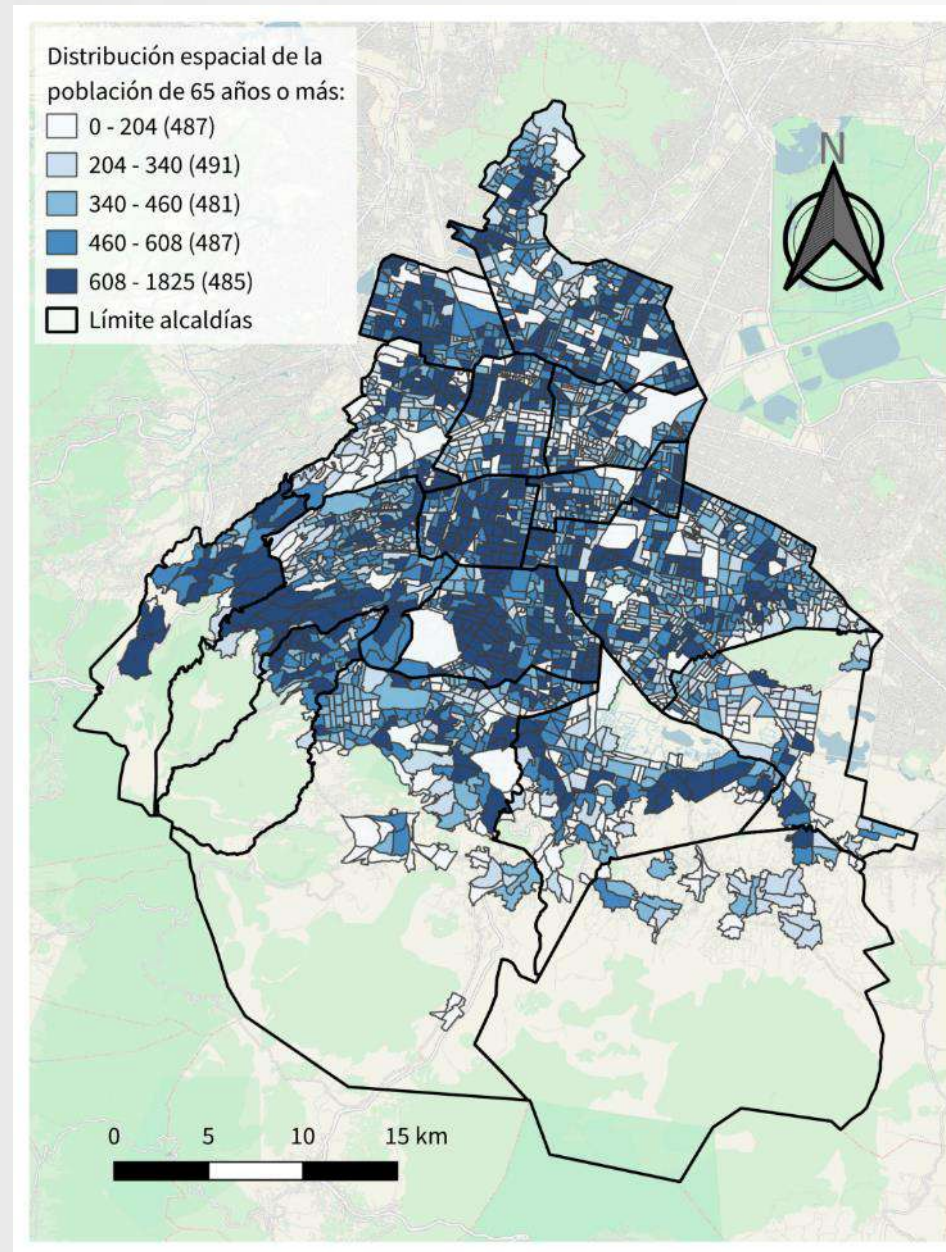 Distribución espacial de la
población de 65 años o más:
0 - 204 (487)
204 - 340 (491)
340 - 460 (481)
460 - 608 (487)
608 - 1825 (485)
Límite alcaldías
N
0 5 10 15 km